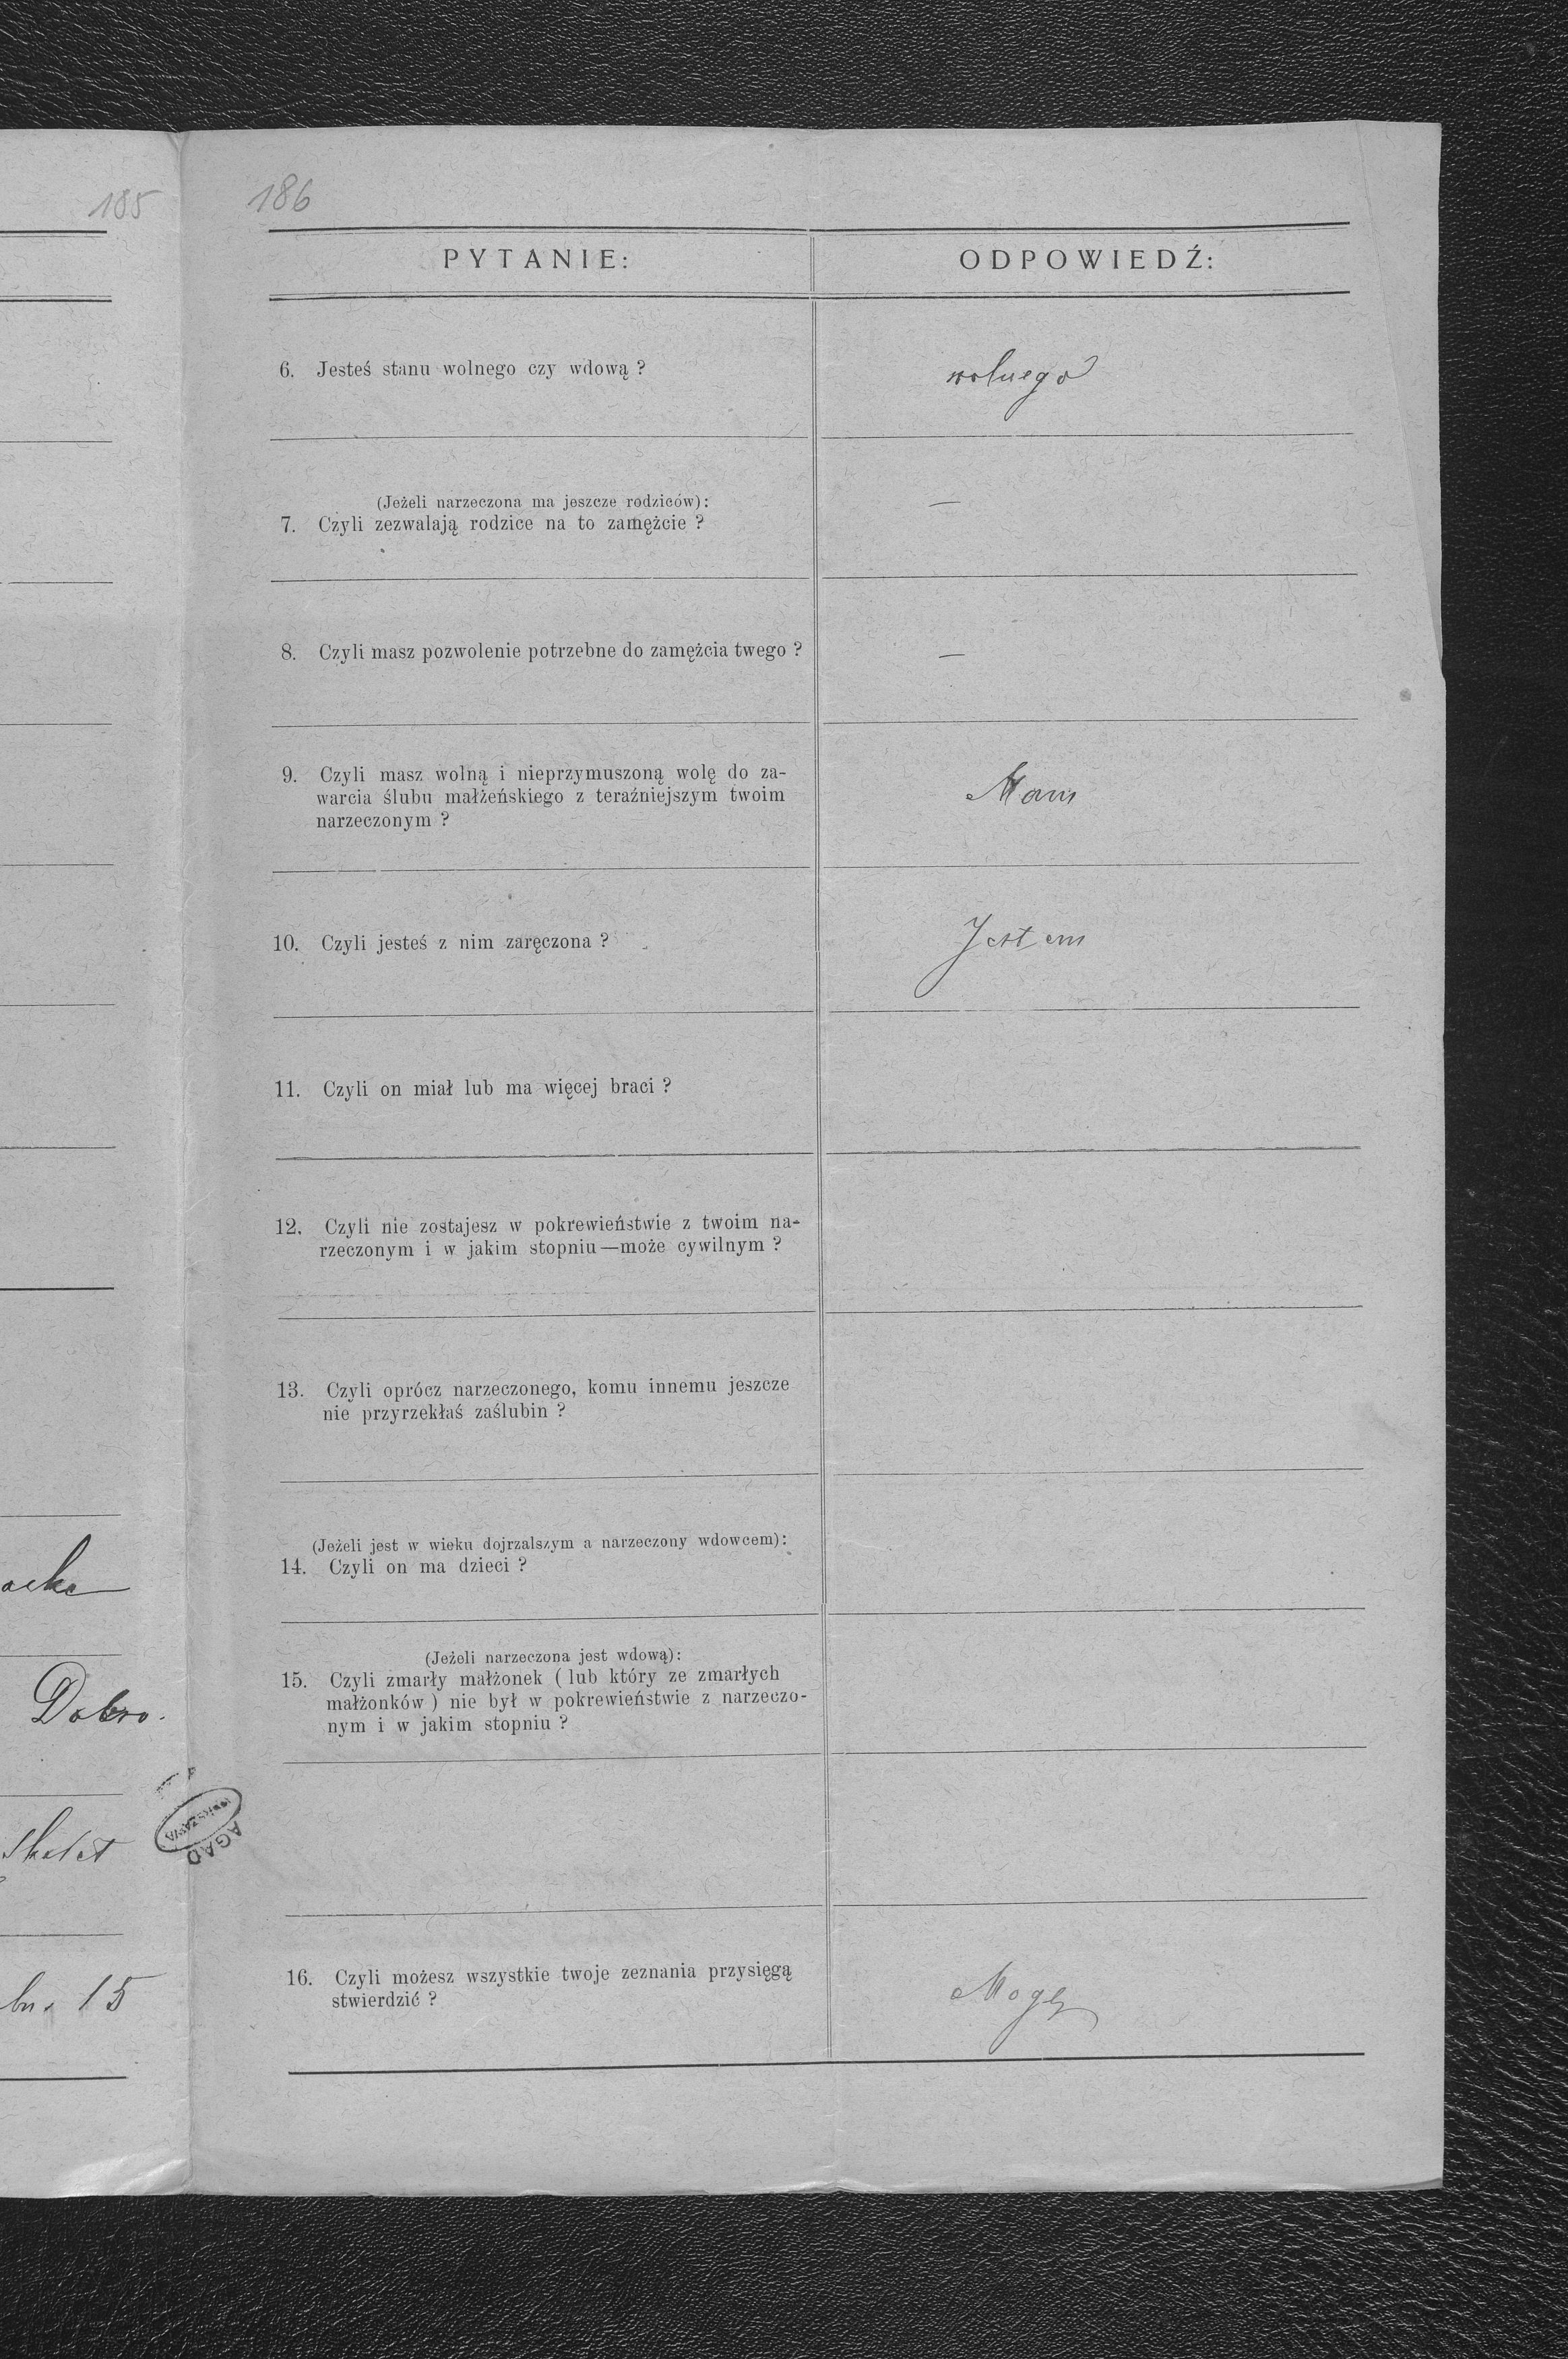 185
186
PYTANIE:
ODPOWIEDŹ:
6. Jesteś stanu wolnego czy wdową ?
wolnego
(Jeżeli narzeczona ma jeszcze rodziców):
7. Czyli zezwalają rodzice na to zamęźcie ?
—
8. Czyli masz pozwolenie potrzebne do zamęźcia twego ?
—
9. Czyli masz wolną i nieprzymuszoną wolę do za-
warcia ślubu małżeńskiego z teraźniejszym twoim
narzeczonym ?
Mam
10. Czyli jesteś z nim zaręczona ?
Jestem
11. Czyli on miał lub ma więcej braci ?
12. Czyli nie zostajesz w pokrewieństwie z twoim na-
rzeczonym i w jakim stopniu—może cywilnym ?
13. Czyli oprócz narzeczonego, komu innemu jeszcze
nie przyrzekłaś zaślubin ?
(Jeżeli jest w wieku dojrzalszym a narzeczony wdowcem):
14. Czyli on ma dzieci ?
(Jeżeli narzeczona jest wdową):
15. Czyli zmarły małżonek ( lub który ze zmarłych
małżonków ) nie był w pokrewieństwie z narzeczo-
nym i w jakim stopniu ?
Dobro.
WARSZAWA
AGAD
16. Czyli możesz wszystkie twoje zeznania przysięgą
stwierdzić ?
Mogę
15